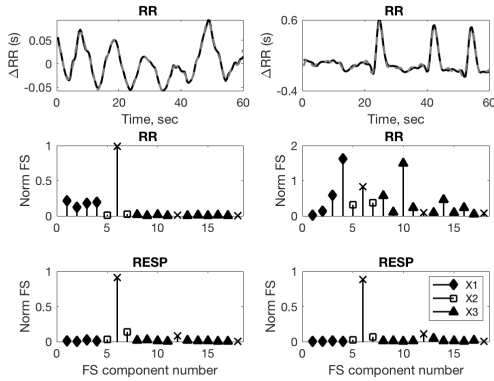 RR
RR
ΔRR (s)
0.05
0
-0.05
0
20
40
60
Time, sec
ΔRR (s)
0.6
-0.4
0
20
40
60
Time, sec
RR
RR
Norm FS
1
0.5
0
0
5
10
15
Norm FS
2
1
0
0
5
10
15
RESP
RESP
Norm FS
1
0.5
0
0
5
10
15
FS component number
Norm FS
1
0.5
0
0
5
10
15
FS component number
X1
X2
X3